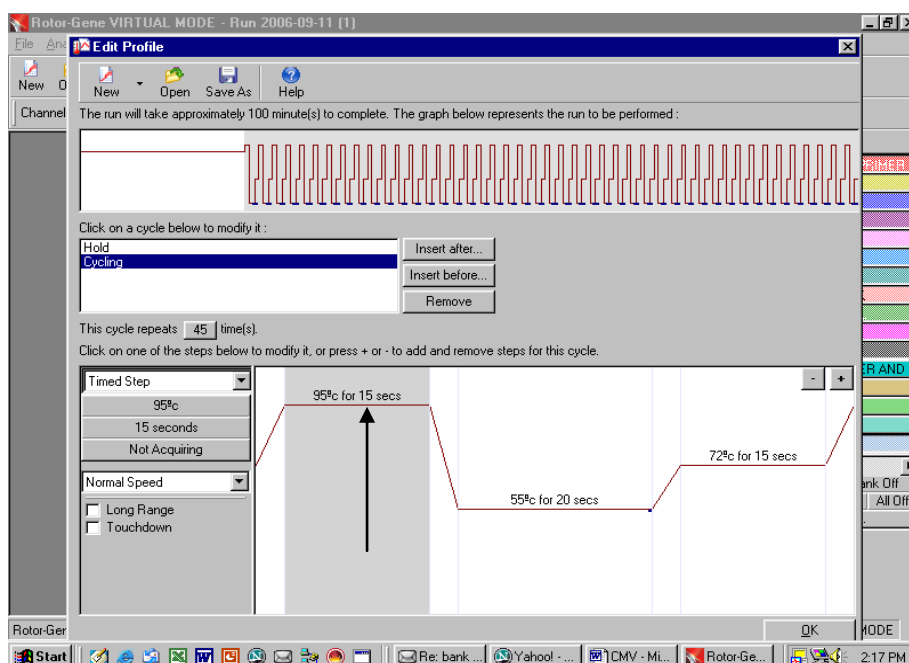 Rotor-Gene VIRTUAL MODE - Run 2006-09-11 (1)
File Ana
Edit Profile
New
New Open Save As Help
Channel
The run will take approximately 100 minute(s) to complete. The graph below represents the run to be performed :
Click on a cycle below to modify it :
Hold
Cycling
Insert after...
Insert before...
Remove
This cycle repeats 45 time(s).
Click on one of the steps below to modify it, or press + or - to add and remove steps for this cycle.
Timed Step
95ºc
15 seconds
Not Acquiring
Normal Speed
Long Range
Touchdown
95ºc for 15 secs
55ºc for 20 secs
72ºc for 15 secs
- +
PRIMER
ER AND
ank Off
All Off
OK
Rotor-Ger
MODE
Start Re: bank ... Yahoo! - ... CMV - Mi... Rotor-Ge... 2:17 PM